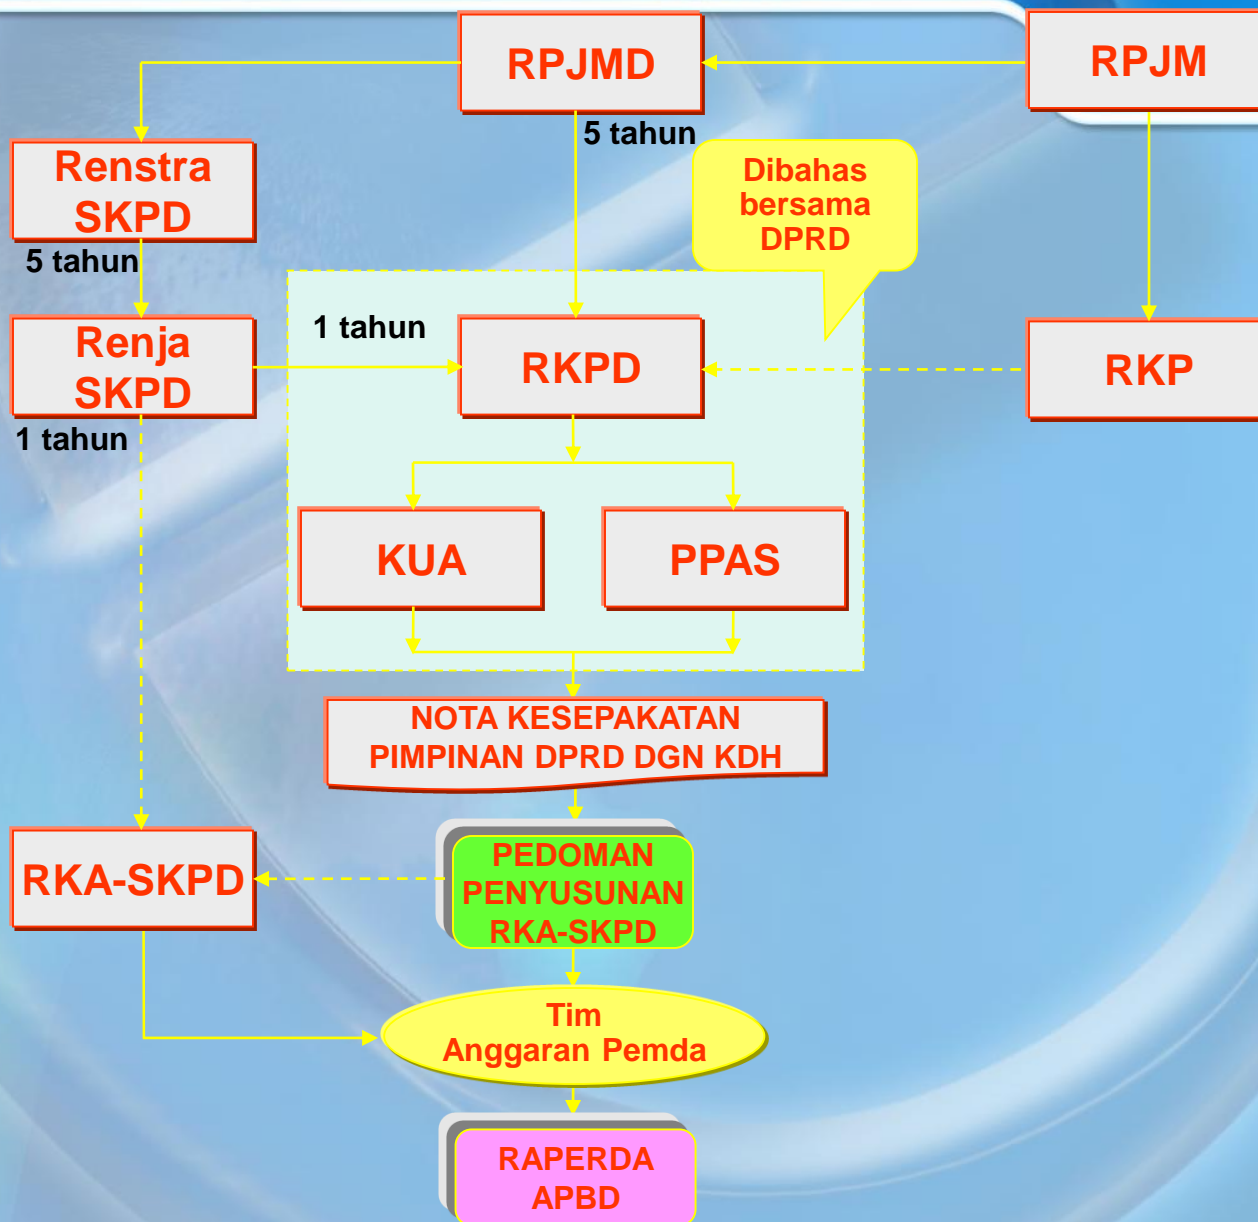 RPJMD
RPJM
5 tahun
Renstra
SKPD
5 tahun
Dibahas
bersama
DPRD
Renja
SKPD
1 tahun
1 tahun
RKPD
RKP
KUA
PPAS
NOTA KESEPAKATAN
PIMPINAN DPRD DGN KDH
RKA-SKPD
PEDOMAN
PENYUSUNAN
RKA-SKPD
Tim
Anggaran Pemda
RAPERDA
APBD